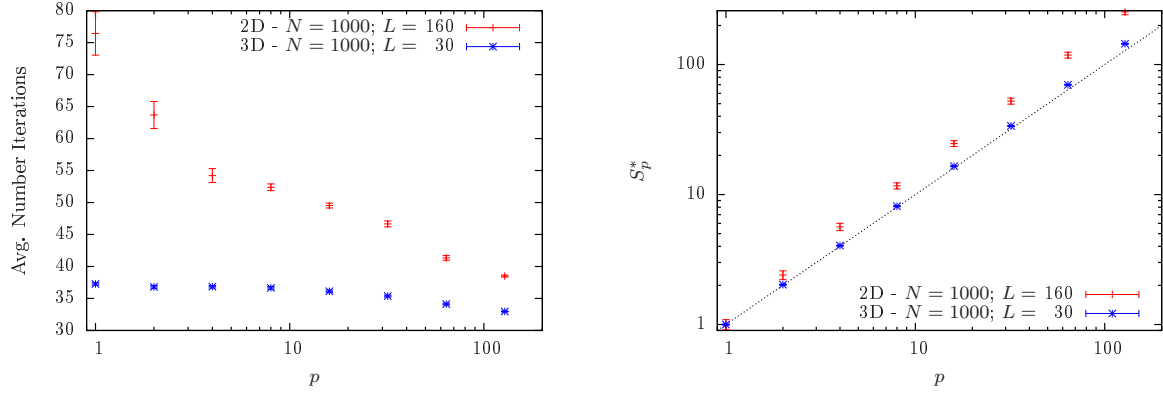 80
75
70
65
60
55
50
45
40
35
30
Avg. Number Iterations
2D - N = 1000; L = 160
3D - N = 1000; L = 30
1
10
100
p
100
10
1
S*p
2D - N = 1000; L = 160
3D - N = 1000; L = 30
1
10
100
p